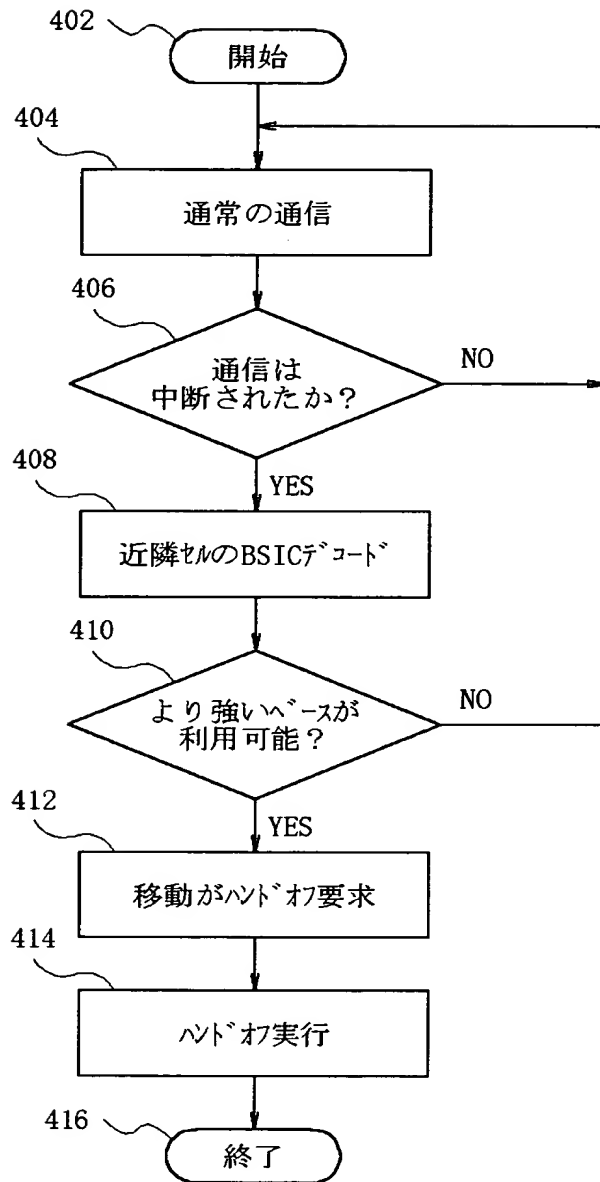 402
開始
404
通常の通信
406
通信は
中断されたか?
NO
YES
408
近隣ｾﾙのBSICﾃﾞｺｰﾄﾞ
410
より強いﾍﾞｰｽが
利用可能?
NO
YES
412
移動がﾊﾝﾄﾞｵﾌ要求
414
ﾊﾝﾄﾞｵﾌ実行
416
終了